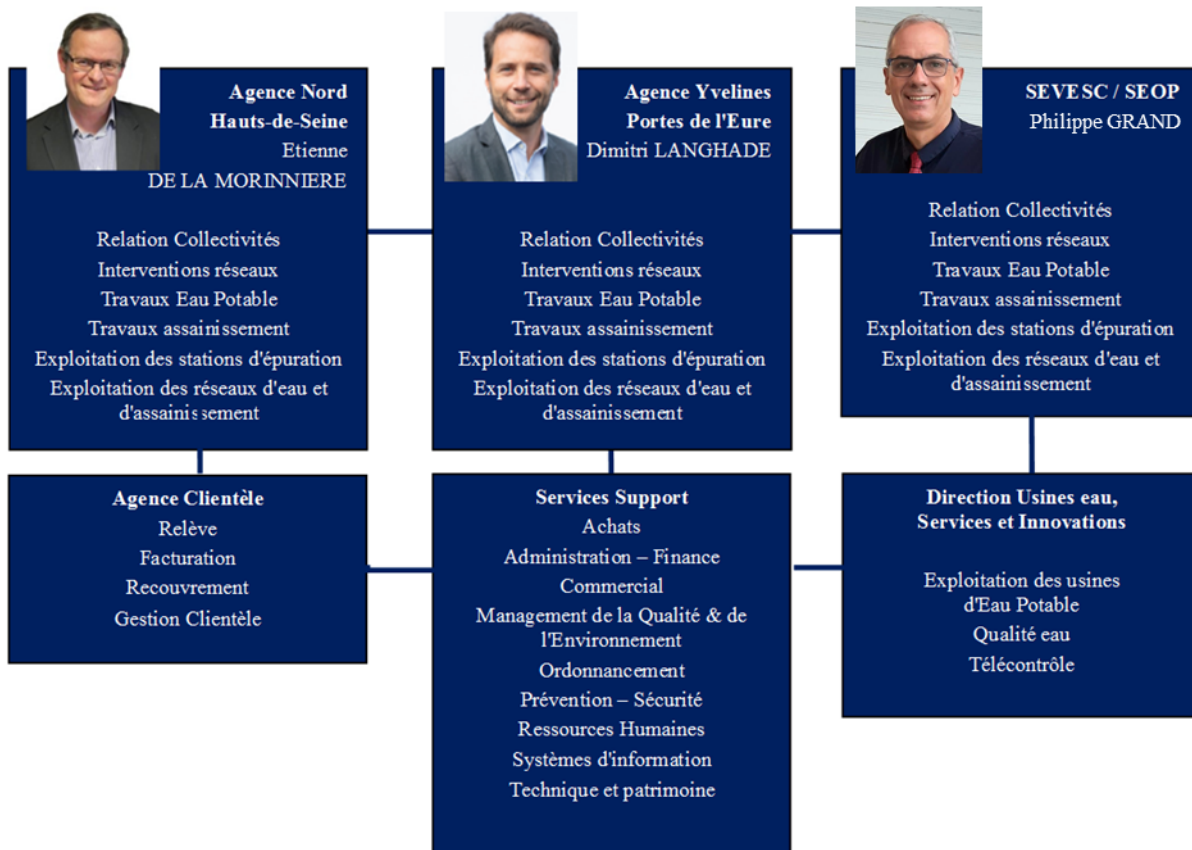 Agence Nord
Hauts-de-Seine
Etienne
DE LA MORINNIERE
Relation Collectivités
Interventions réseaux
Travaux Eau Potable
Travaux assainissement
Exploitation des stations d'épuration
Exploitation des réseaux d'eau et
d'assainissement
Agence Yvelines
Portes de l'Eure
Dimitri LANGHADE
Relation Collectivités
Interventions réseaux
Travaux Eau Potable
Travaux assainissement
Exploitation des stations d'épuration
Exploitation des réseaux d'eau et
d'assainissement
SEVESC / SEOP
Philippe GRAND
Relation Collectivités
Interventions réseaux
Travaux Eau Potable
Travaux assainissement
Exploitation des stations d'épuration
Exploitation des réseaux d'eau et
d'assainissement
Agence Clientèle
Relève
Facturation
Recouvrement
Gestion Clientèle
Services Support
Achats
Administration – Finance
Commercial
Management de la Qualité & de
l'Environnement
Ordonnancement
Prévention – Sécurité
Ressources Humaines
Systèmes d'information
Technique et patrimoine
Direction Usines eau,
Services et Innovations
Exploitation des usines
d'Eau Potable
Qualité eau
Télécontrôle